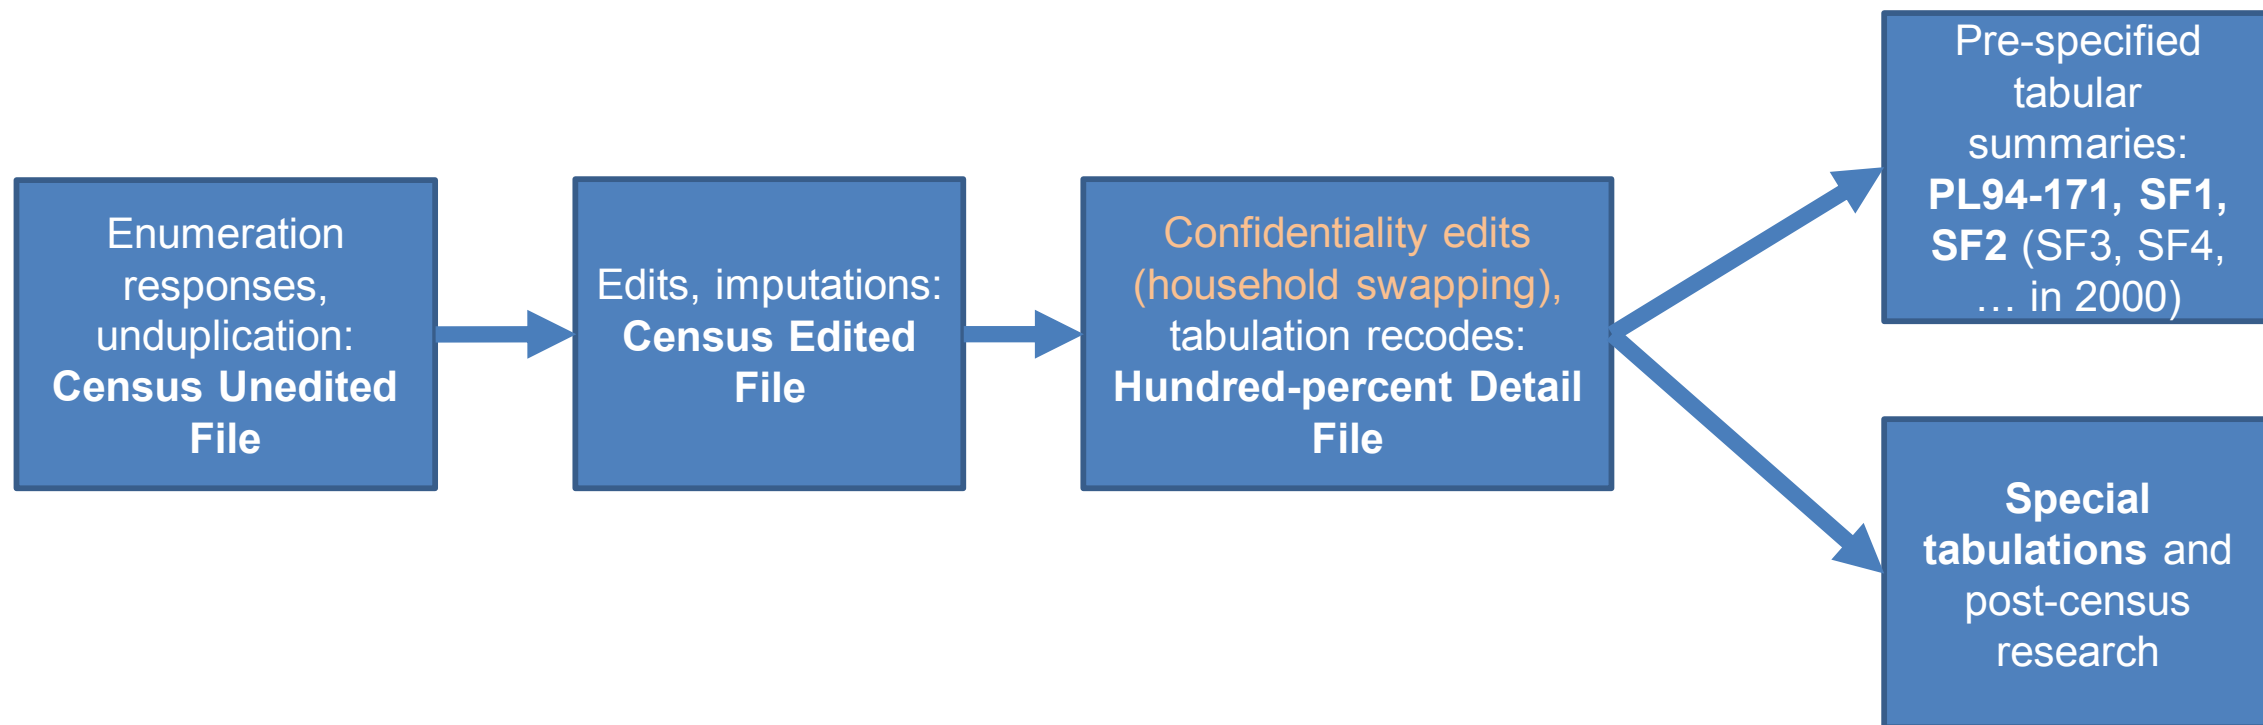 Enumeration
responses,
unduplication:
Census Unedited
File
Edits, imputations:
Census Edited
File
Confidentiality edits
(household swapping),
tabulation recodes:
Hundred-percent Detail
File
Pre-specified
tabular
summaries:
PL94-171, SF1,
SF2 (SF3, SF4,
… in 2000)
Special
tabulations and
post-census
research